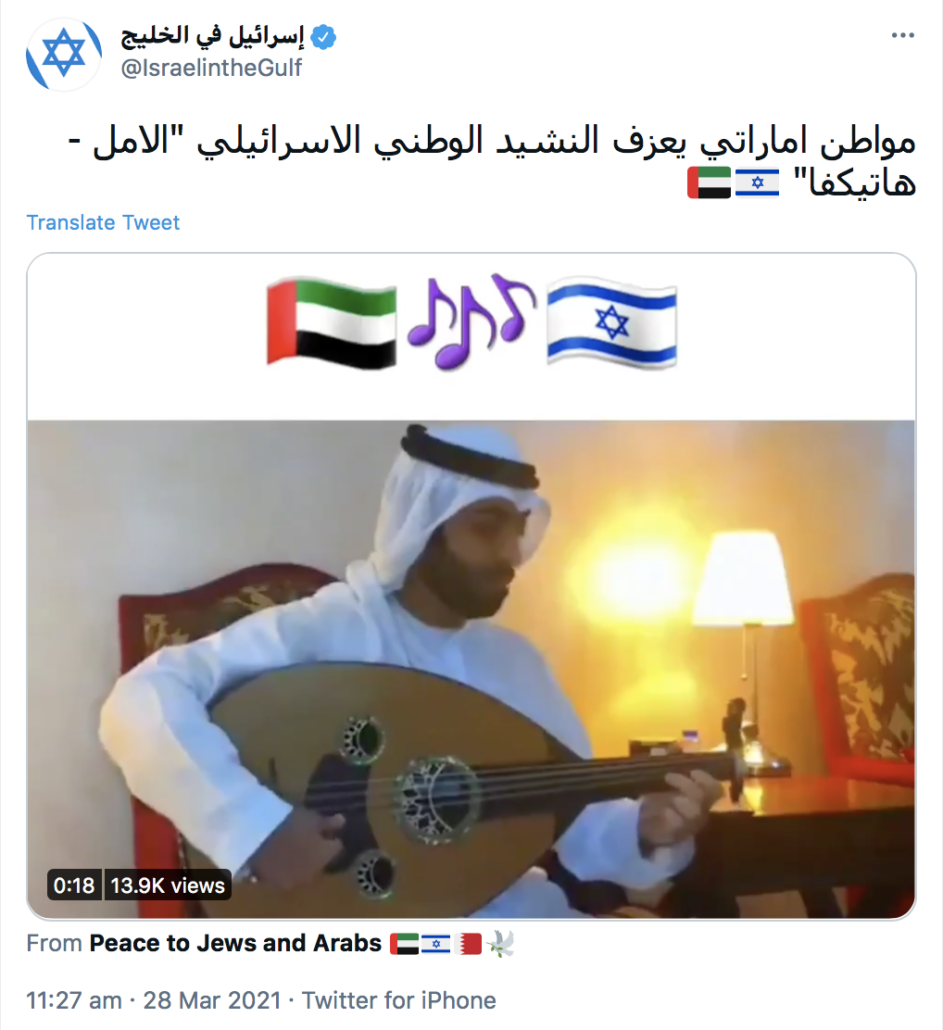 إسرائيل في الخليج
@IsraelintheGulf
مواطن اماراتي يعزف النشيد الوطني الاسرائيلي "الامل -
هاتيكفا" 🇮🇱🇦🇪
Translate Tweet
🇦🇪🎶🇮🇱
0:18 13.9K views
From Peace to Jews and Arabs 🇦🇪🇮🇱🇧🇭🕊
11:27 am · 28 Mar 2021 · Twitter for iPhone